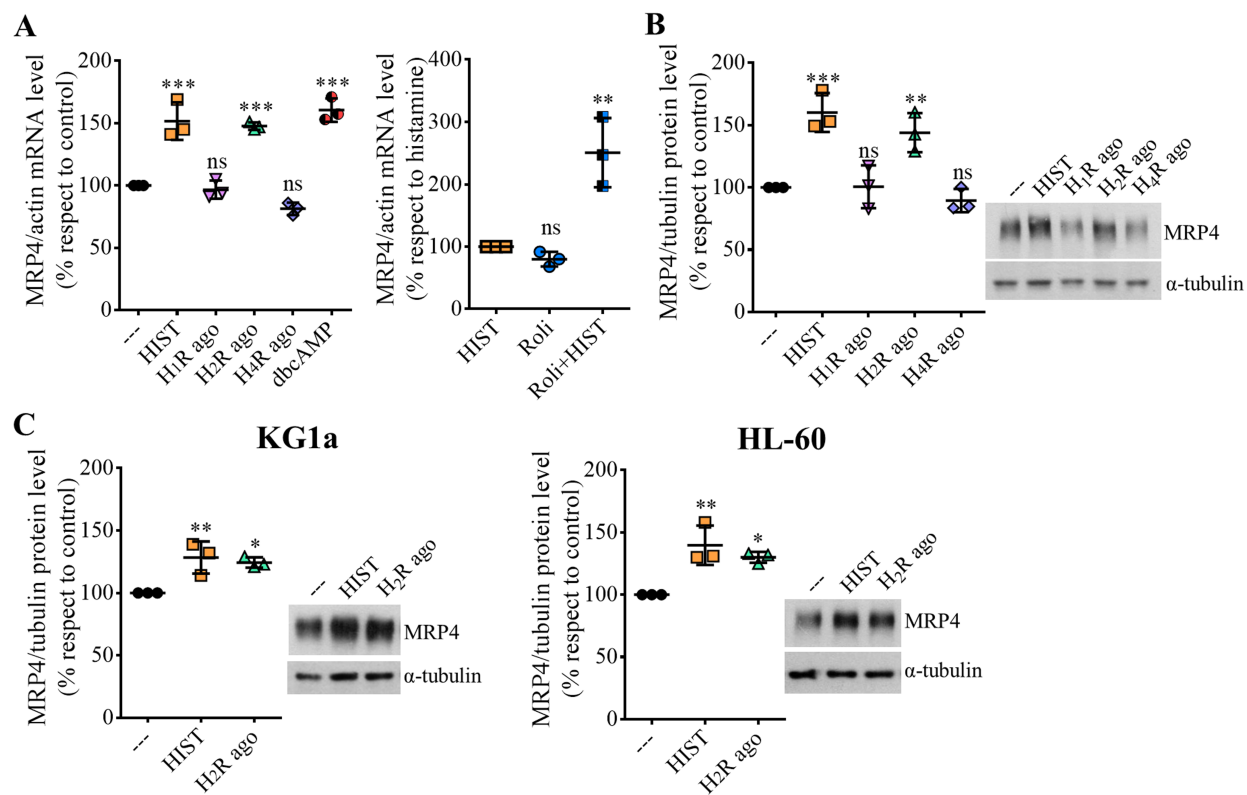 A
MRP4/actin mRNA level
(% respect to control)
200
150
100
50
0
***
ns
***
ns
***
---
HIST
H1R ago
H2R ago
H4R ago
dbcAMP
MRP4/actin mRNA level
(% respect to histamine)
400
300
200
100
0
ns
**
HIST
Roli
Roli+HIST
B
MRP4/tubulin protein level
(% respect to control)
200
150
100
50
0
***
ns
**
ns
---
HIST
H1R ago
H2R ago
H4R ago
---
HIST
H1R ago
H2R ago
H4R ago
MRP4
α-tubulin
C
KG1a
MRP4/tubulin protein level
(% respect to control)
200
150
100
50
0
**
*
---
HIST
H2R ago
---
HIST
H2R ago
MRP4
α-tubulin
HL-60
MRP4/tubulin protein level
(% respect to control)
200
150
100
50
0
**
*
---
HIST
H2R ago
---
HIST
H2R ago
MRP4
α-tubulin